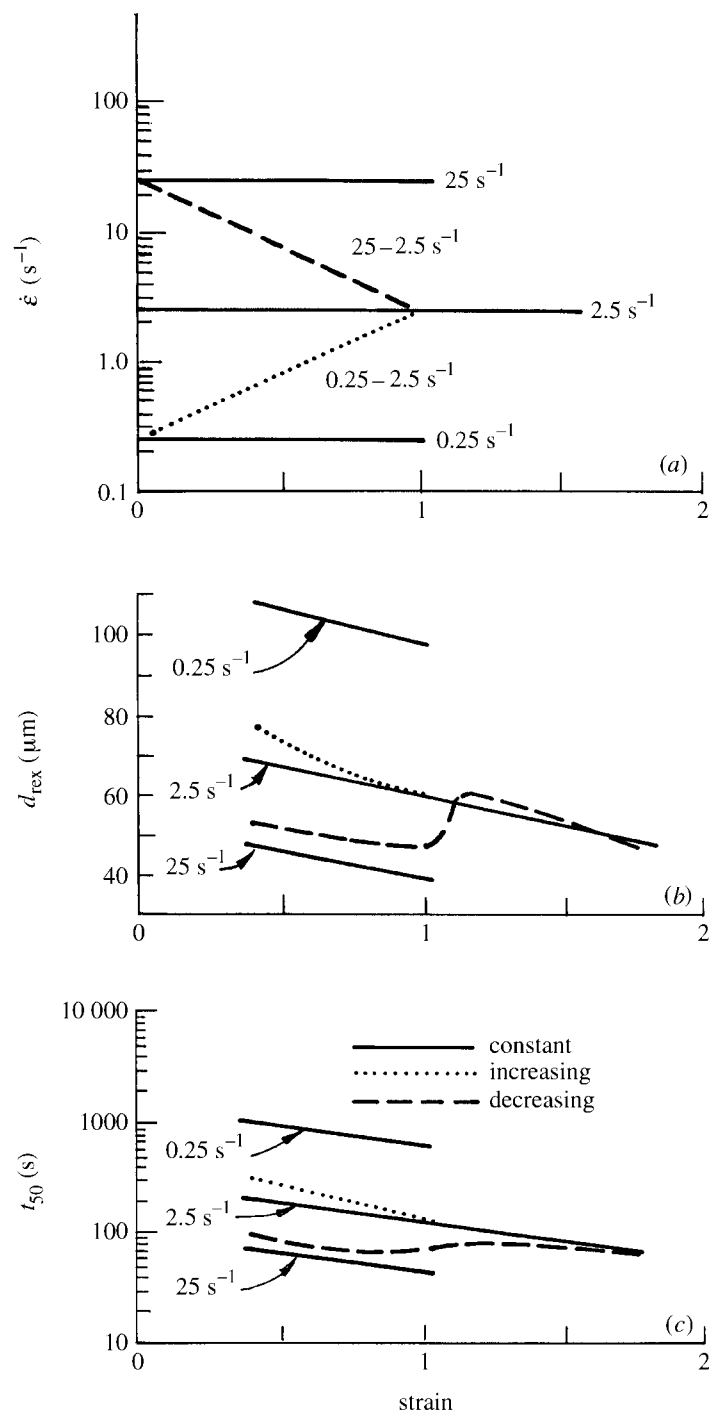 100
10
1.0
0.1
ε̇ (s⁻¹)
25 s⁻¹
25 – 2.5 s⁻¹
2.5 s⁻¹
0.25 – 2.5 s⁻¹
0.25 s⁻¹
(a)
0 1 2
100
80
60
40
d_rex (μm)
0.25 s⁻¹
2.5 s⁻¹
25 s⁻¹
(b)
0 1 2
10 000
1000
100
10
t₅₀ (s)
constant
increasing
decreasing
0.25 s⁻¹
2.5 s⁻¹
25 s⁻¹
(c)
0 1 2
strain